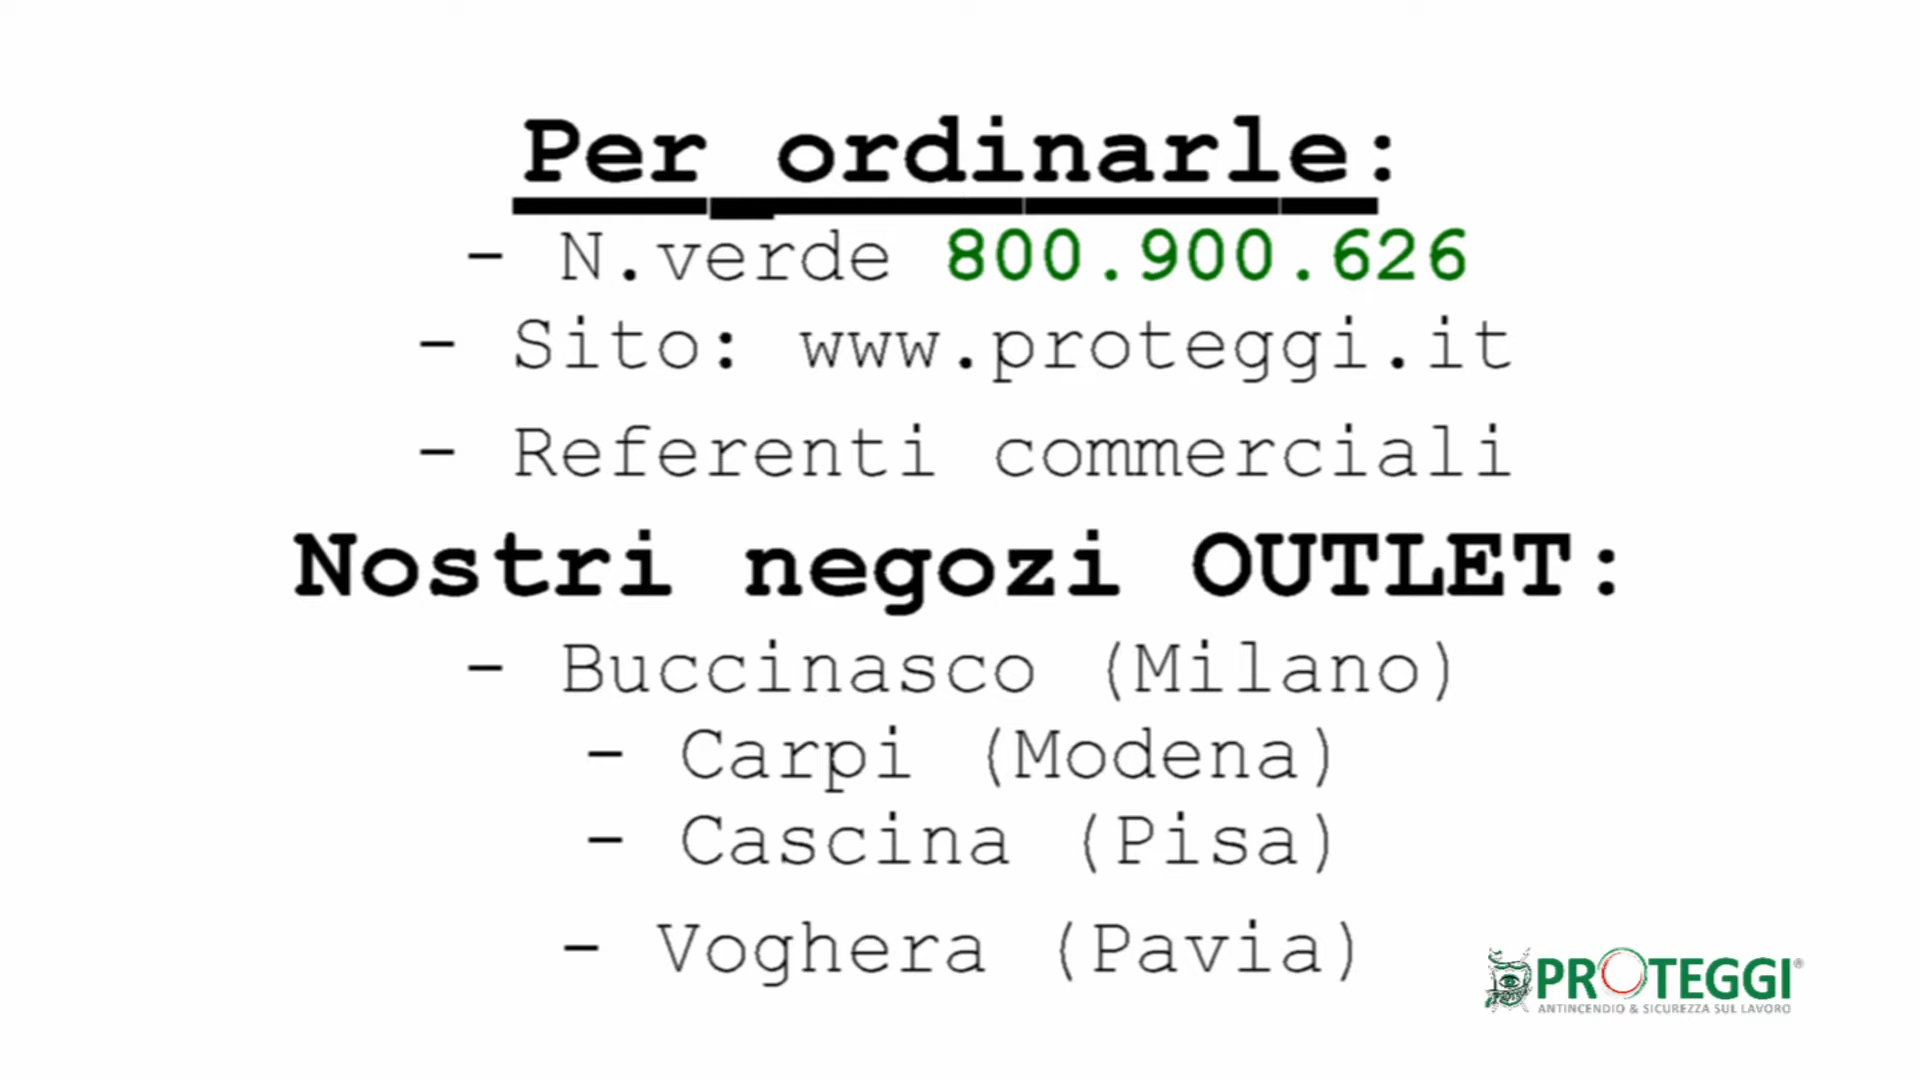 Per ordinarle:
- N.verde 800.900.626
- Sito: www.proteggi.it
- Referenti commerciali
Nostri negozi OUTLET:
- Buccinasco (Milano)
- Carpi (Modena)
- Cascina (Pisa)
- Voghera (Pavia)
PROTEGGI®
ANTINCENDIO & SICUREZZA SUL LAVORO